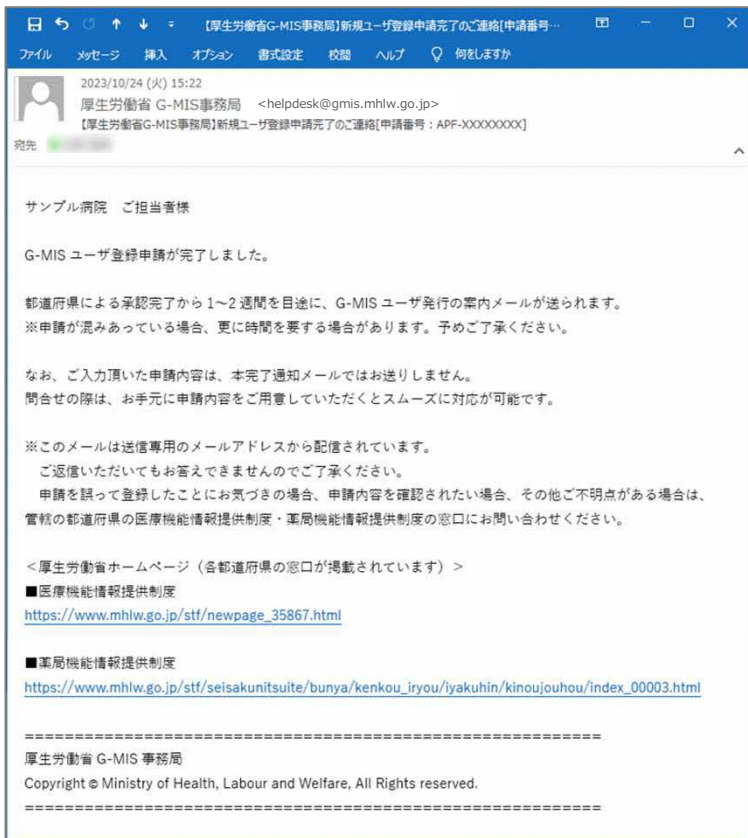 【厚生労働省G-MIS事務局】新規ユーザ登録申請完了のご連絡[申請番号…
ファイル メッセージ 挿入 オプション 書式設定 校閲 ヘルプ 何をしますか
2023/10/24 (火) 15:22
厚生労働省 G-MIS事務局 <helpdesk@gmis.mhlw.go.jp>
【厚生労働省G-MIS事務局】新規ユーザ登録申請完了のご連絡[申請番号：APF-XXXXXXXX]
宛先
サンプル病院　ご担当者様
G-MIS ユーザ登録申請が完了しました。
都道府県による承認完了から 1～2 週間を目途に、G-MIS ユーザ発行の案内メールが送られます。
※申請が混みあっている場合、更に時間を要する場合があります。予めご了承ください。
なお、ご入力頂いた申請内容は、本完了通知メールではお送りしません。
問合せの際は、お手元に申請内容をご用意していただくとスムーズに対応が可能です。
※このメールは送信専用のメールアドレスから配信されています。
ご返信いただいてもお答えできませんのでご了承ください。
申請を誤って登録したことにお気づきの場合、申請内容を確認されたい場合、その他ご不明点がある場合は、
管轄の都道府県の医療機能情報提供制度・薬局機能情報提供制度の窓口にお問い合わせください。
＜厚生労働省ホームページ（各都道府県の窓口が掲載されています）＞
■医療機能情報提供制度
https://www.mhlw.go.jp/stf/newpage_35867.html
■薬局機能情報提供制度
https://www.mhlw.go.jp/stf/seisakunitsuite/bunya/kenkou_iryou/iyakuhin/kinoujouhou/index_00003.html
==========================================================
厚生労働省 G-MIS 事務局
Copyright © Ministry of Health, Labour and Welfare, All Rights reserved.
==========================================================